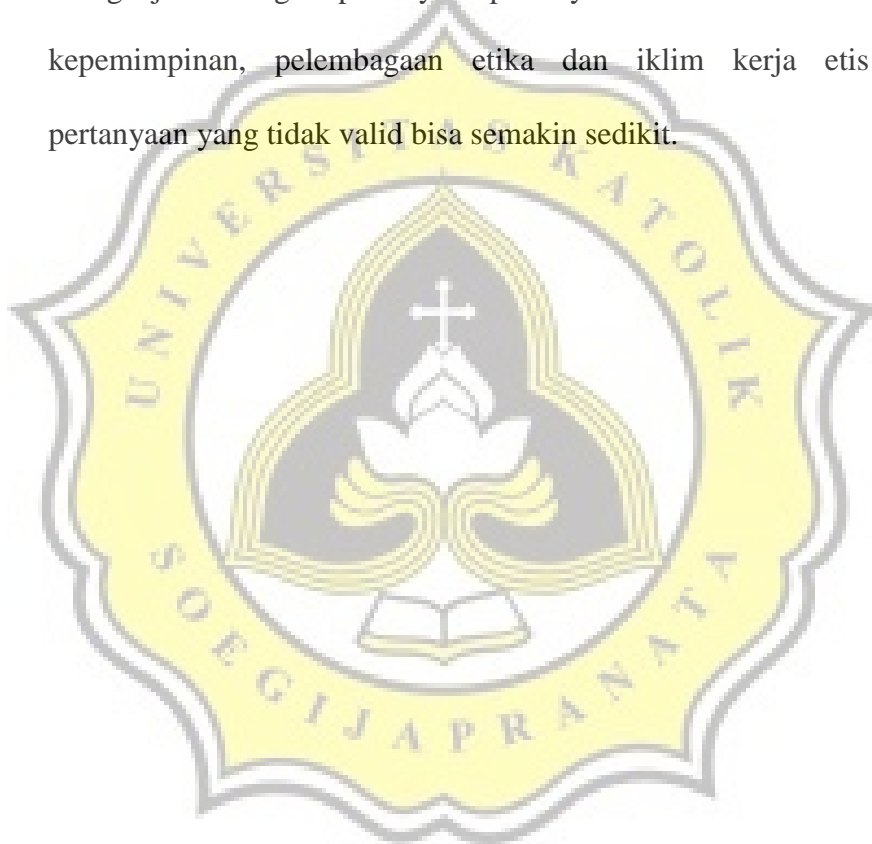 kepemimpinan, pelembagaan etika dan iklim kerja etis
pertanyaan yang tidak valid bisa semakin sedikit.
UNIVERSITAS KATOLIK
SOEGIJAPRANATA